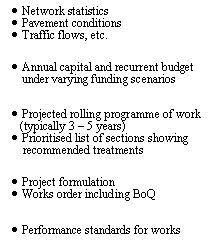 • Network statistics
• Pavement conditions
• Traffic flows, etc.
• Annual capital and recurrent budget
under varying funding scenarios
• Projected rolling programme of work
(typically 3 – 5 years)
• Prioritised list of sections showing
recommended treatments
• Project formulation
• Works order including BoQ
• Performance standards for works